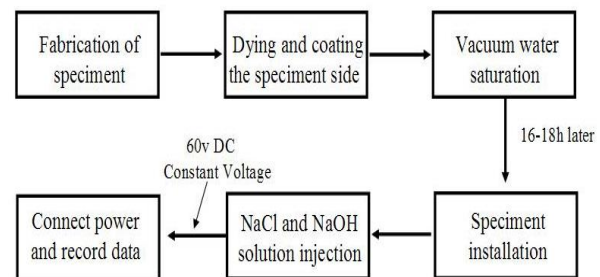 Fabrication of
speciment
Dying and coating
the speciment side
Vacuum water
saturation
16-18h later
Speciment
installation
NaCl and NaOH
solution injection
60v DC
Constant Voltage
Connect power
and record data